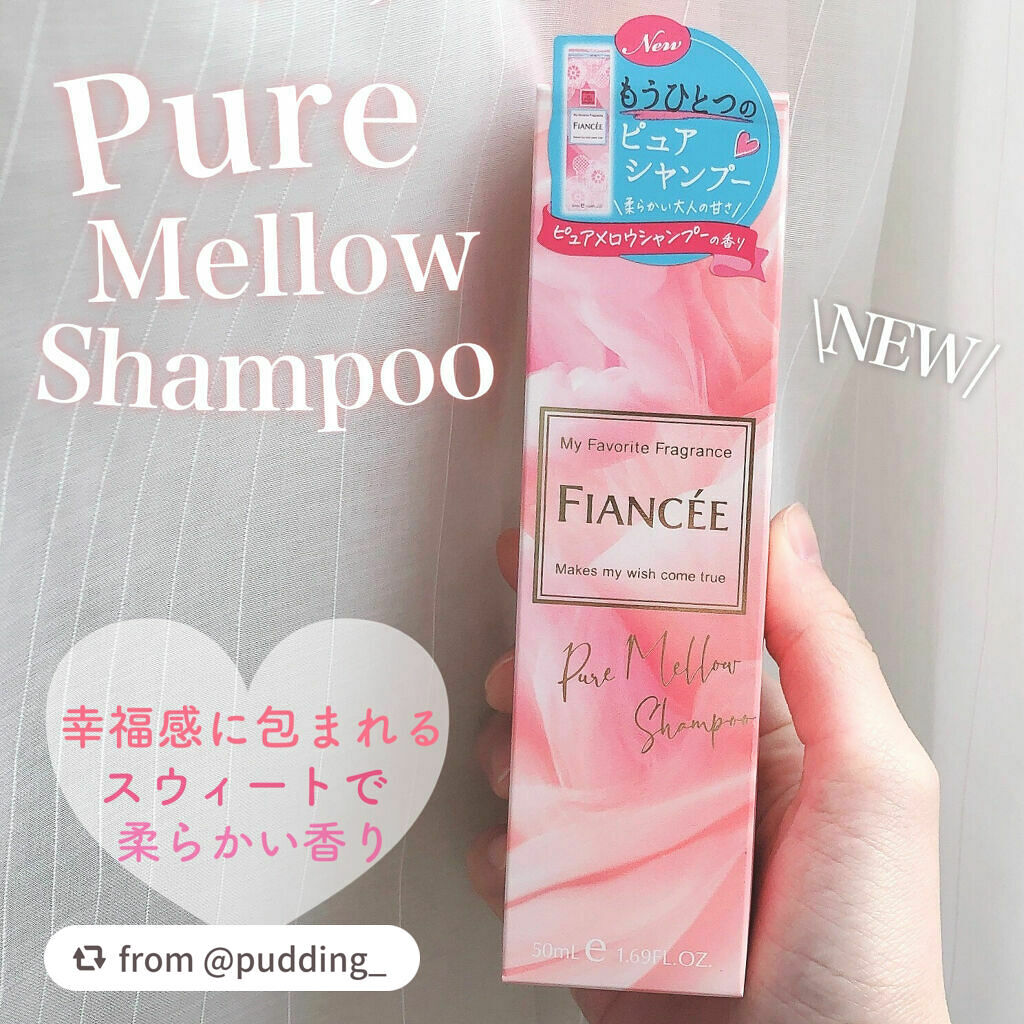 Pure
Mellow
Shampoo
New
My Favorite Fragrance
FIANCÉE
もうひとつの
ピュア
シャンプー
\柔らかい大人の甘さ/
ピュアメロウシャンプーの香り
\NEW/
My Favorite Fragrance
FIANCÉE
Makes my wish come true
Pure Mellow
Shampoo
幸福感に包まれる
スウィートで
柔らかい香り
50mL e 1.69FL.OZ.
from @pudding_